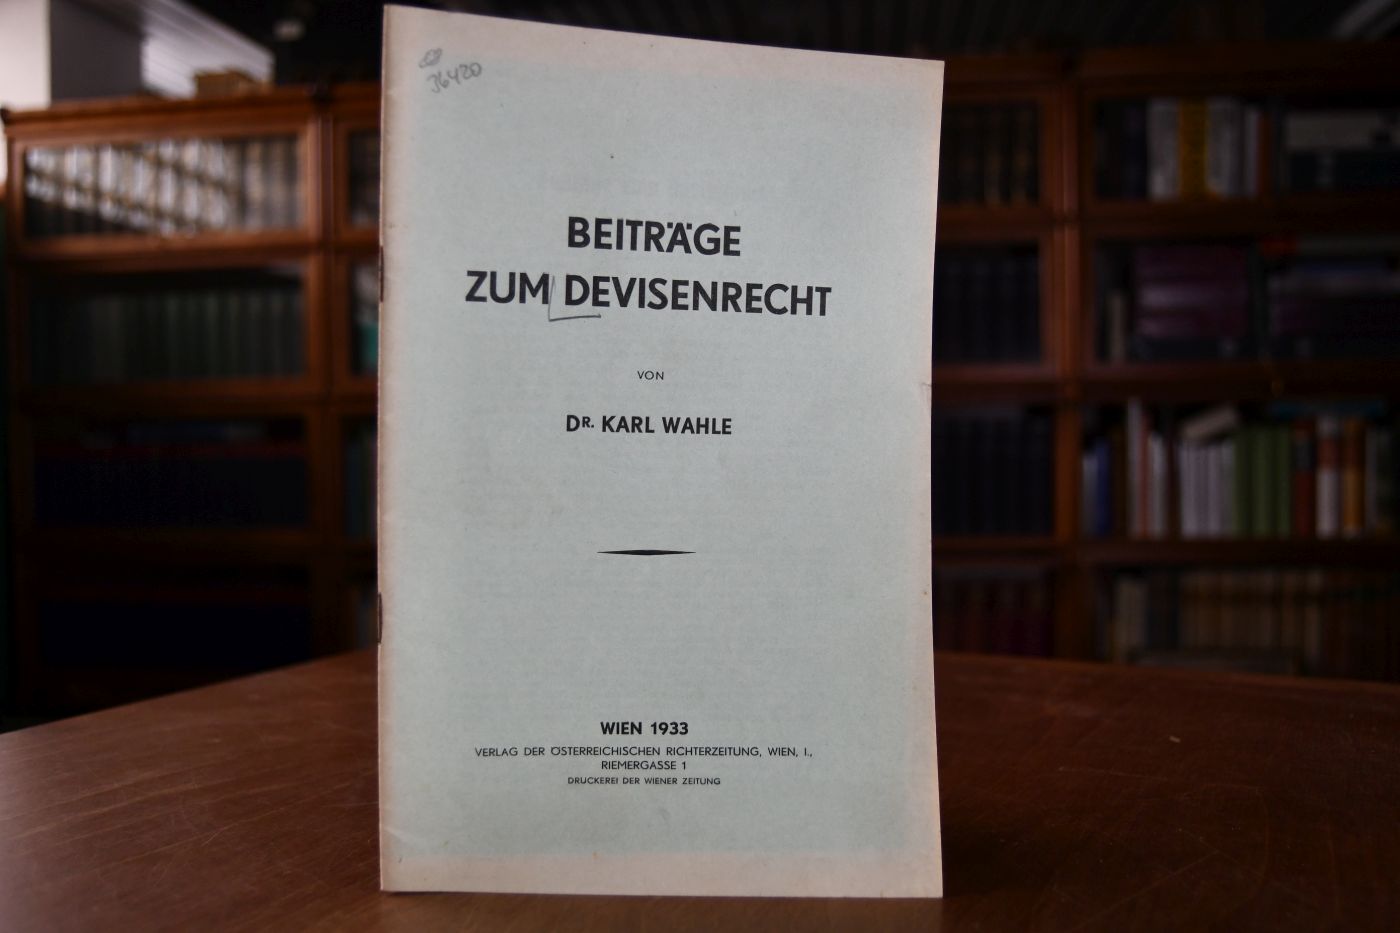 36420
BEITRÄGE
ZUM DEVISENRECHT
VON
DR. KARL WAHLE
WIEN 1933
VERLAG DER ÖSTERREICHISCHEN RICHTERZEITUNG, WIEN, I.,
RIEMERGASSE 1
DRUCKEREI DER WIENER ZEITUNG